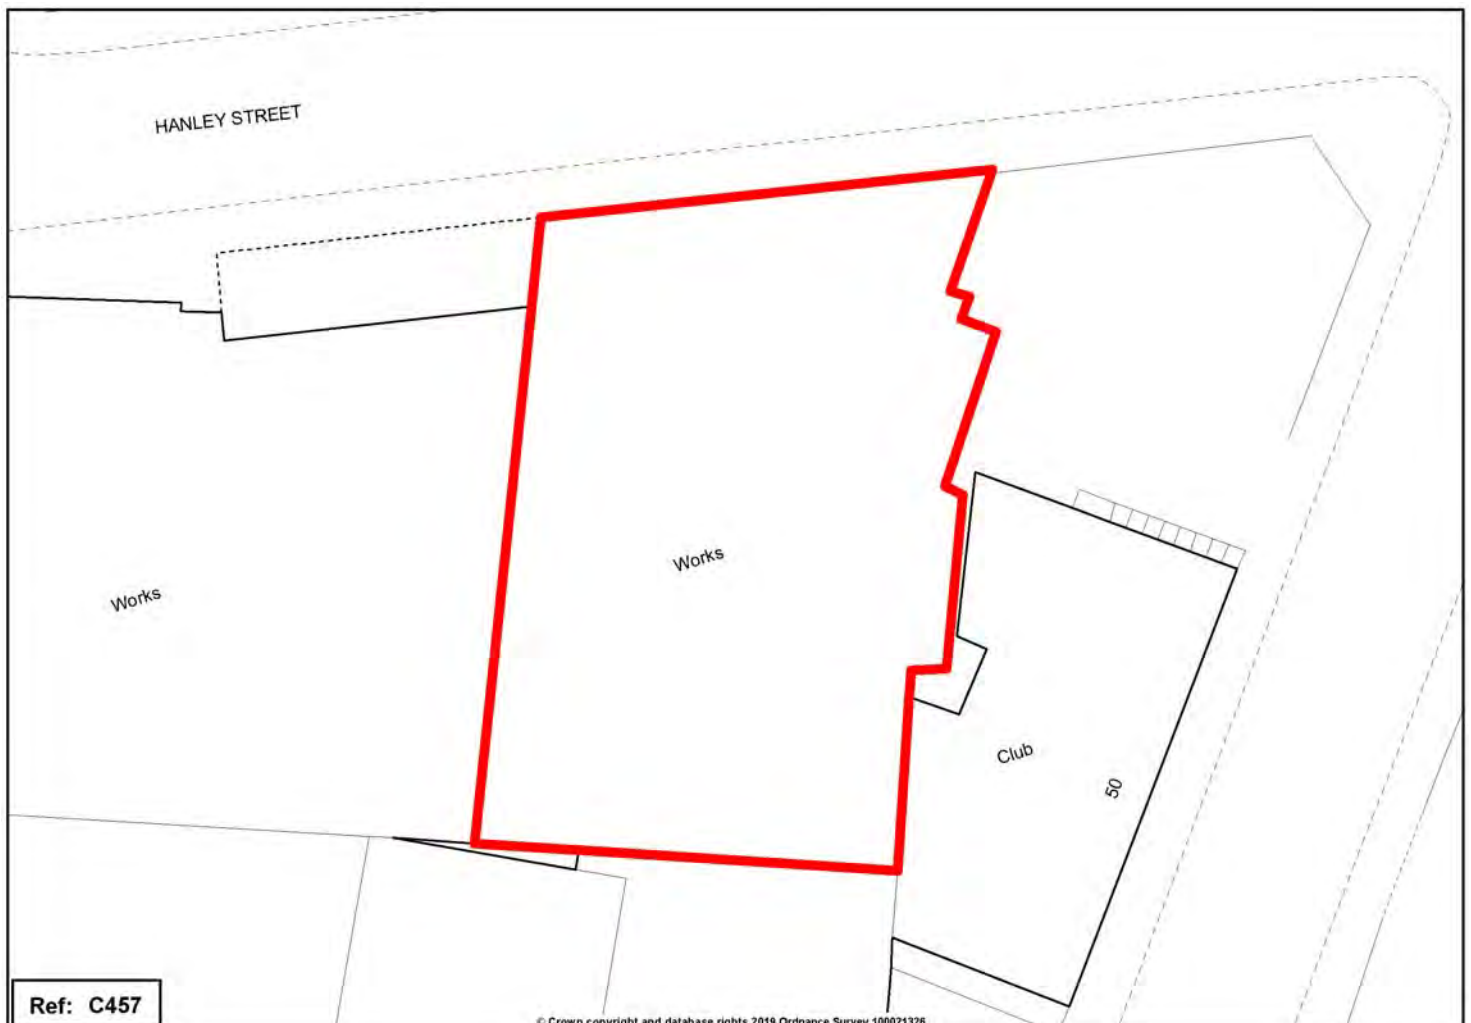 HANLEY STREET
Works
Works
Club
50
Ref: C457
© Crown copyright and database rights 2019 Ordnance Survey 100021326